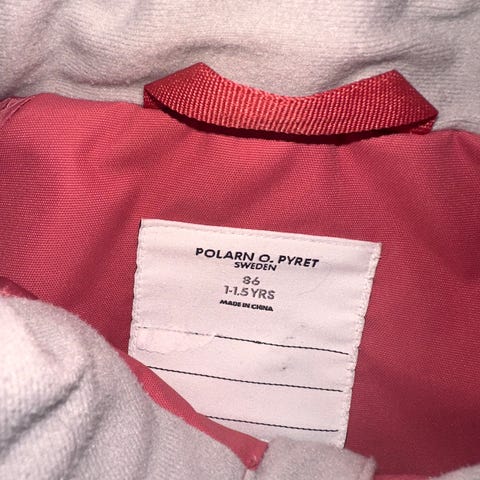 POLARN O. PYRET
SWEDEN
86
1-1.5 YRS
MADE IN CHINA